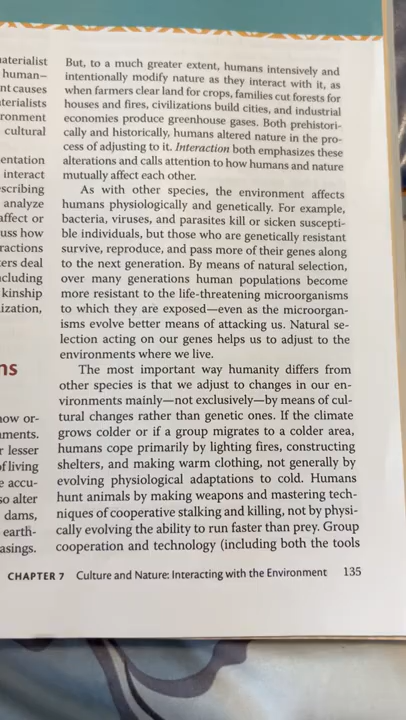 materialist
human–
nt causes
terialists
ronment
cultural
entation
interact
scribing
analyze
affect or
uss how
ractions
ers deal
ncluding
kinship
ization,
ns
how or-
nments.
r lesser
of living
e accu-
so alter
dams,
earth-
asings.
But, to a much greater extent, humans intensively and
intentionally modify nature as they interact with it, as
when farmers clear land for crops, families cut forests for
houses and fires, civilizations build cities, and industrial
economies produce greenhouse gases. Both prehistori-
cally and historically, humans altered nature in the pro-
cess of adjusting to it. Interaction both emphasizes these
alterations and calls attention to how humans and nature
mutually affect each other.
As with other species, the environment affects
humans physiologically and genetically. For example,
bacteria, viruses, and parasites kill or sicken suscepti-
ble individuals, but those who are genetically resistant
survive, reproduce, and pass more of their genes along
to the next generation. By means of natural selection,
over many generations human populations become
more resistant to the life-threatening microorganisms
to which they are exposed—even as the microorgan-
isms evolve better means of attacking us. Natural se-
lection acting on our genes helps us to adjust to the
environments where we live.
The most important way humanity differs from
other species is that we adjust to changes in our en-
vironments mainly—not exclusively—by means of cul-
tural changes rather than genetic ones. If the climate
grows colder or if a group migrates to a colder area,
humans cope primarily by lighting fires, constructing
shelters, and making warm clothing, not generally by
evolving physiological adaptations to cold. Humans
hunt animals by making weapons and mastering tech-
niques of cooperative stalking and killing, not by physi-
cally evolving the ability to run faster than prey. Group
cooperation and technology (including both the tools
CHAPTER 7 Culture and Nature: Interacting with the Environment 135